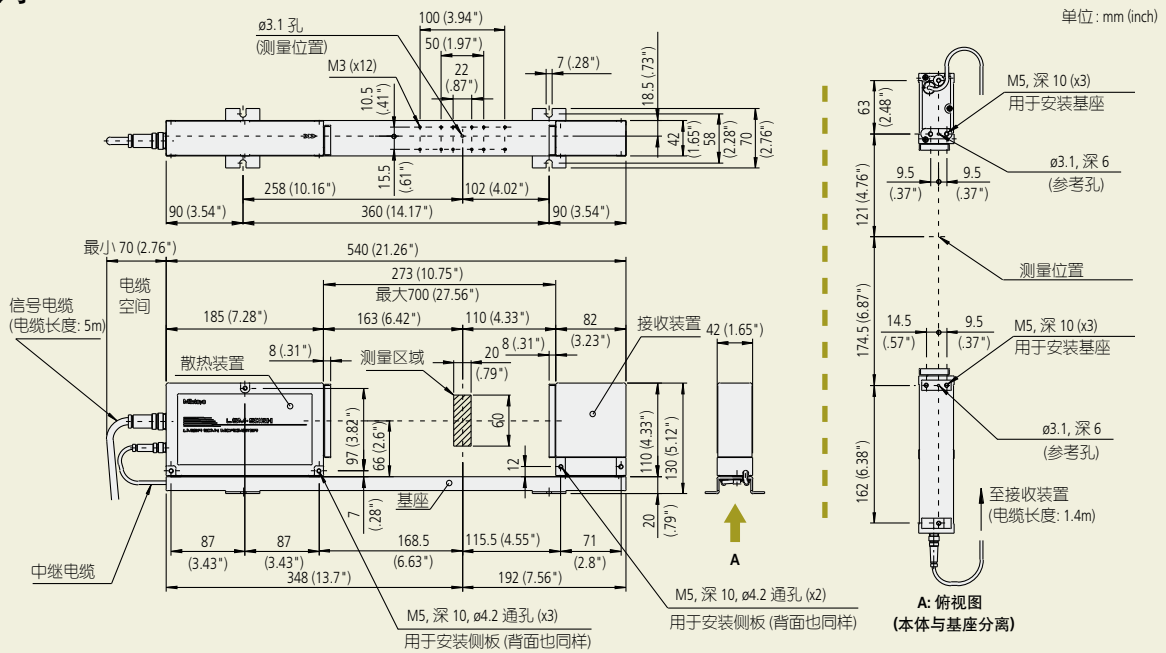 单位 : mm (inch)
ø3.1 孔
(测量位置)
M3 (x12)
100 (3.94")
50 (1.97")
22
(.87")
10.5
(.41")
15.5
(.61")
7 (.28")
18.5 (.73")
42
(1.65")
58
(2.28")
70
(2.76")
258 (10.16")
102 (4.02")
90 (3.54")
360 (14.17")
90 (3.54")
最小 70 (2.76")
540 (21.26")
电缆
空间
273 (10.75")
最大700 (27.56")
信号电缆
(电缆长度: 5m)
185 (7.28")
163 (6.42")
110 (4.33")
82
(3.23")
接收装置
42 (1.65")
8 (.31")
散热装置
测量区域
20
(.79")
8 (.31")
Mitutoyo
LASER SCAN MICROMETER
97 (3.82")
66 (2.6")
60
12
110 (4.33")
130 (5.12")
基座
7
(.28")
20
(.79")
87
(3.43")
87
(3.43")
168.5
(6.63")
115.5 (4.55")
71
(2.8")
中继电缆
348 (13.7")
192 (7.56")
A
M5, 深 10, ø4.2 通孔 (x3)
用于安装侧板 (背面也同样)
M5, 深 10, ø4.2 通孔 (x2)
用于安装侧板 (背面也同样)
63
(2.48")
M5, 深 10 (x3)
用于安装基座
ø3.1, 深 6
(参考孔)
9.5
(.37")
9.5
(.37")
121 (4.76")
测量位置
174.5 (6.87")
14.5
(.57")
9.5
(.37")
M5, 深 10 (x3)
用于安装基座
ø3.1, 深 6
(参考孔)
162 (6.38")
至接收装置
(电缆长度: 1.4m)
A: 俯视图
(本体与基座分离)